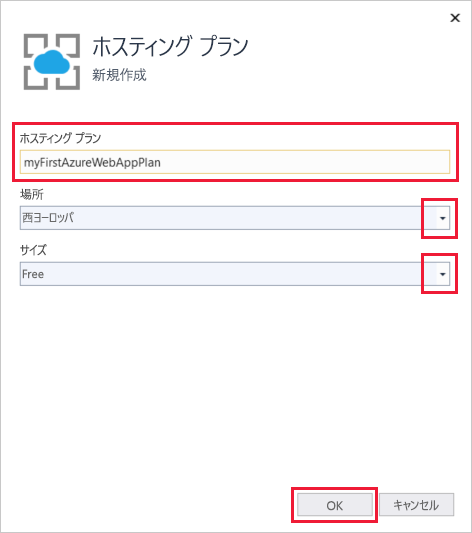 ホスティング プラン
新規作成
ホスティング プラン
myFirstAzureWebAppPlan
場所
西ヨーロッパ
サイズ
Free
OK
キャンセル